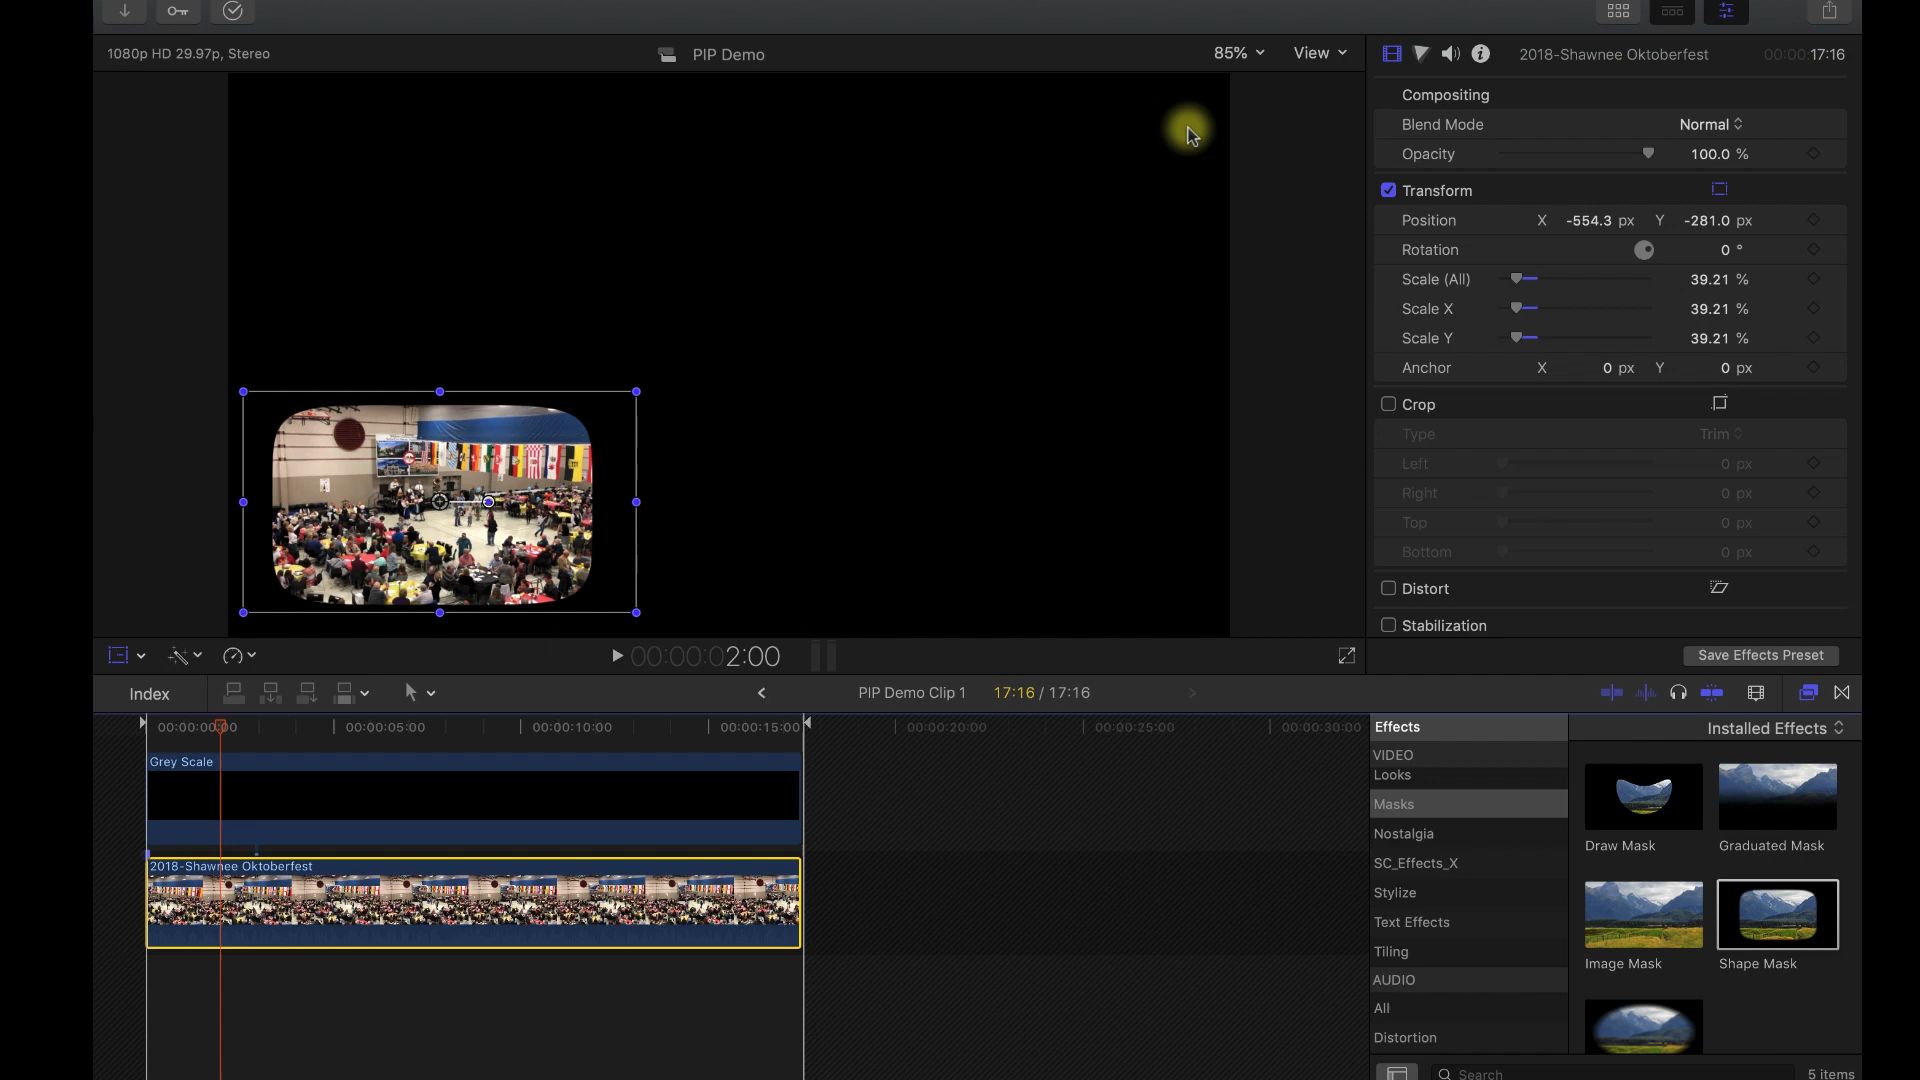 1080p HD 29.97p, Stereo
PIP Demo
85%
View
2018-Shawnee Oktoberfest
00:00:17:16
Compositing
Blend Mode
Normal
Opacity
100.0 %
Transform
Position
X -554.3 px Y -281.0 px
Rotation
0 °
Scale (All)
39.21 %
Scale X
39.21 %
Scale Y
39.21 %
Anchor
X 0 px Y 0 px
Crop
Type
Trim
Left
0 px
Right
0 px
Top
0 px
Bottom
0 px
Distort
Stabilization
00:00:02:00
Save Effects Preset
Index
PIP Demo Clip 1
17:16 / 17:16
00:00:05:00
00:00:10:00
00:00:15:00
00:00:20:00
00:00:25:00
00:00:30:00
Grey Scale
2018-Shawnee Oktoberfest
Effects
Installed Effects
VIDEO
Looks
Masks
Nostalgia
SC_Effects_X
Stylize
Text Effects
Tiling
AUDIO
All
Distortion
Draw Mask
Graduated Mask
Image Mask
Shape Mask
Search
5 items